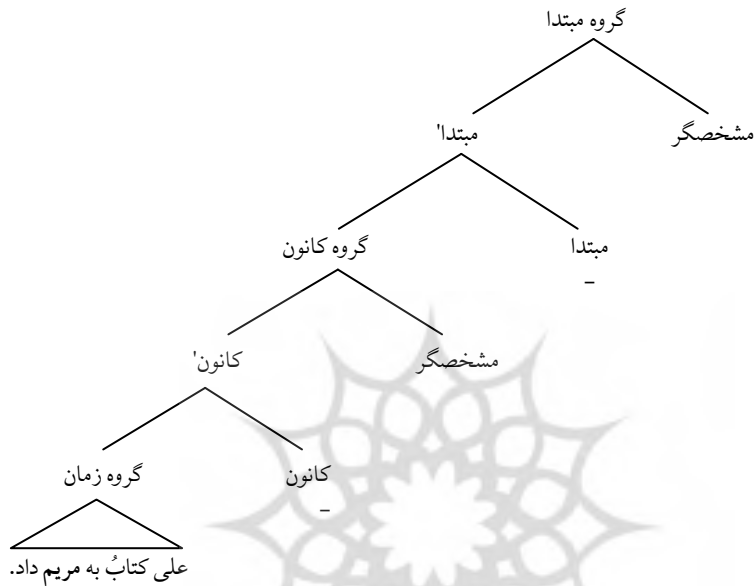 گروه مبتدا
مشخصگر
مبتدا'
مبتدا
–
گروه کانون
مشخصگر
کانون'
کانون
–
گروه زمان
علی کتابُ به مریم داد.